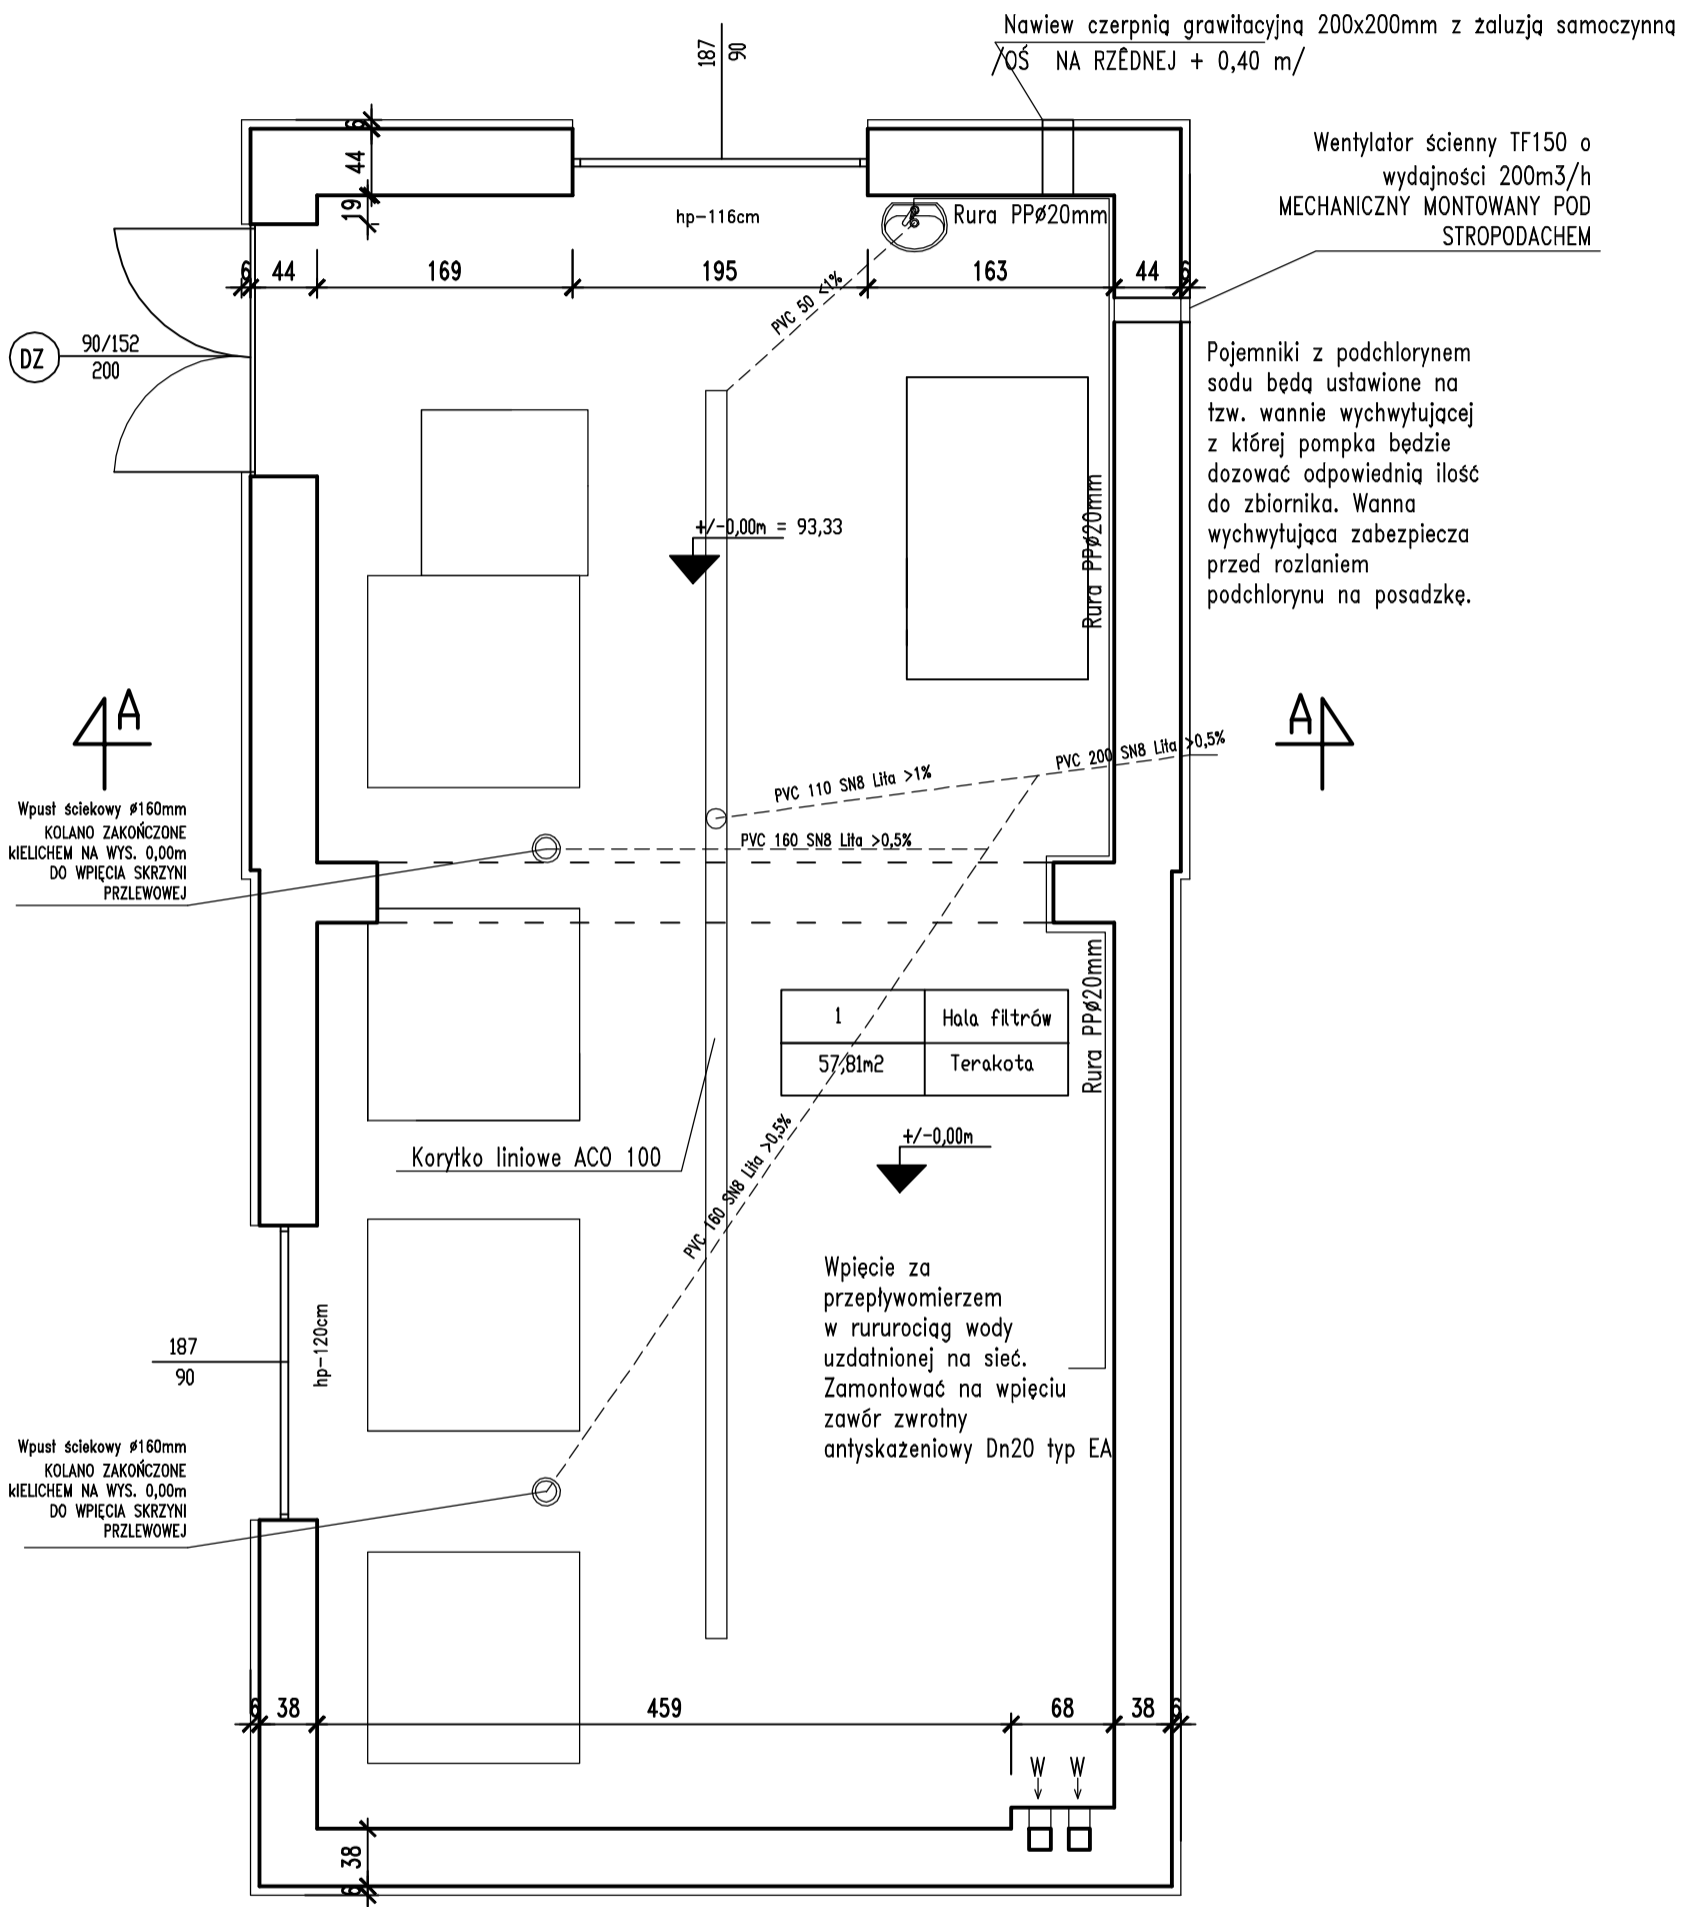 Nawiew czerpnią grawitacyjną 200x200mm z żaluzją samoczynną
/OŚ NA RZĘDNEJ + 0,40 m/
187
90
Wentylator ścienny TF150 o
wydajności 200m3/h
MECHANICZNY MONTOWANY POD
STROPODACHEM
6
44
19
hp-116cm
Rura PPø20mm
6
44
169
195
163
44
6
PVC 50 <1%
DZ
90/152
200
Pojemniki z podchlorynem
sodu będą ustawione na
tzw. wannie wychwytującej
z której pompka będzie
dozować odpowiednią ilość
do zbiornika. Wanna
wychwytująca zabezpiecza
przed rozlaniem
podchlorynu na posadzkę.
+/-0,00m = 93,33
Rura PPø20mm
A
A
PVC 110 SN8 Lita >1%
PVC 200 SN8 Lita >0,5%
PVC 160 SN8 Lita >0,5%
Wpust ściekowy ø160mm
KOLANO ZAKOŃCZONE
kIELICHEM NA WYS. 0,00m
DO WPIĘCIA SKRZYNI
PRZLEWOWEJ
1
Hala filtrów
57,81m2
Terakota
Rura PPø20mm
+/-0,00m
Korytko liniowe ACO 100
PVC 160 SN8 Lita >0,5%
Wpięcie za
przepływomierzem
w rururociąg wody
uzdatnionej na sieć.
Zamontować na wpięciu
zawór zwrotny
antyskażeniowy Dn20 typ EA
187
90
hp-120cm
Wpust ściekowy ø160mm
KOLANO ZAKOŃCZONE
kIELICHEM NA WYS. 0,00m
DO WPIĘCIA SKRZYNI
PRZLEWOWEJ
6
38
459
68
38
6
W
W
38
6